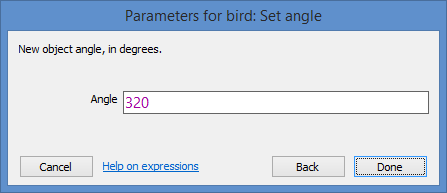 Parameters for bird: Set angle
New object angle, in degrees.
Angle 320
Cancel Help on expressions Back Done